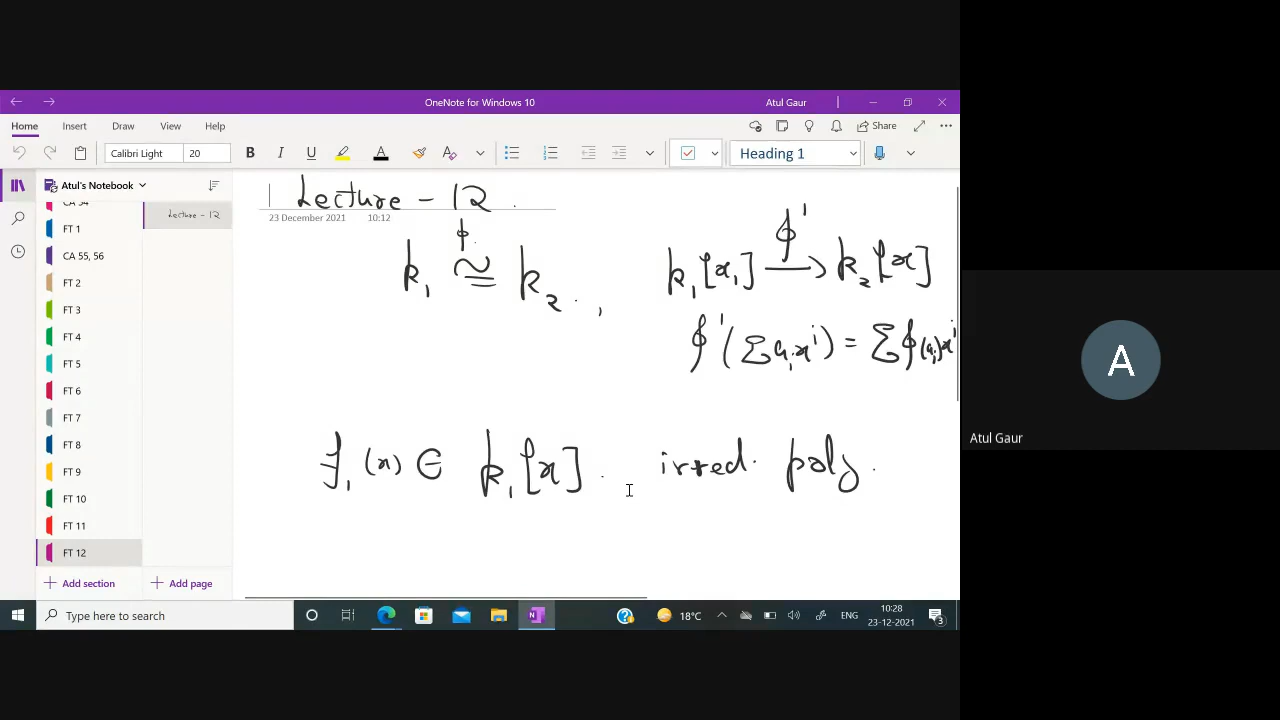 OneNote for Windows 10
Atul Gaur
Home Insert Draw View Help
Share
Calibri Light 20 B I U A Heading 1
Atul's Notebook
CA 54
FT 1
CA 55, 56
FT 2
FT 3
FT 4
FT 5
FT 6
FT 7
FT 8
FT 9
FT 10
FT 11
FT 12
Add section Add page
Lecture - 12
Lecture - 12.
23 December 2021 10:12
ϕ
k₁ ≅ k₂ . , k₁[x₁] → k₂[x]
ϕ'
ϕ'(Σaᵢxⁱ) = Σϕ(aᵢ)xⁱ
f₁(x) ∈ k₁[x]. irred. poly.
A
Atul Gaur
Type here to search
18°C
ENG
10:28
23-12-2021
3